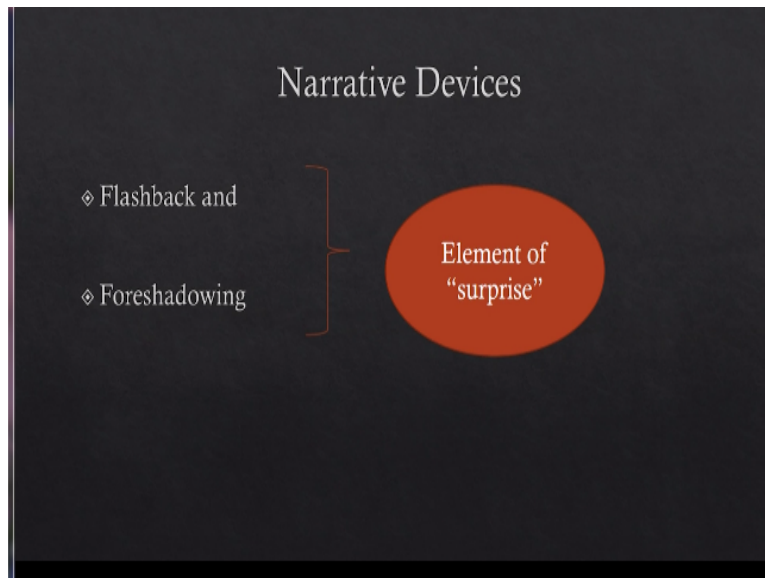 Narrative Devices
Flashback and
Foreshadowing
Element of
“surprise”